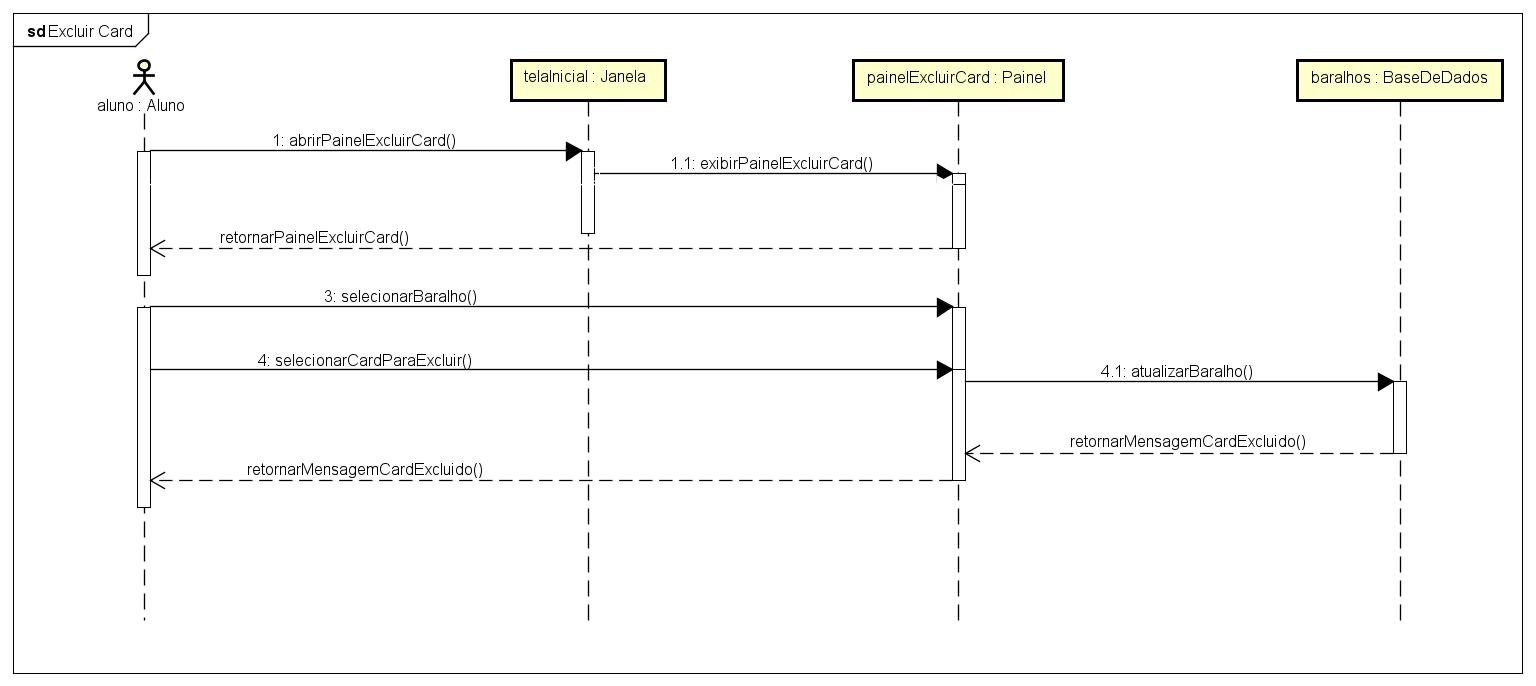 sd Excluir Card
aluno : Aluno
telaInicial : Janela
painelExcluirCard : Painel
baralhos : BaseDeDados
1: abrirPainelExcluirCard()
1.1: exibirPainelExcluirCard()
retornarPainelExcluirCard()
3: selecionarBaralho()
4: selecionarCardParaExcluir()
4.1: atualizarBaralho()
retornarMensagemCardExcluido()
retornarMensagemCardExcluido()